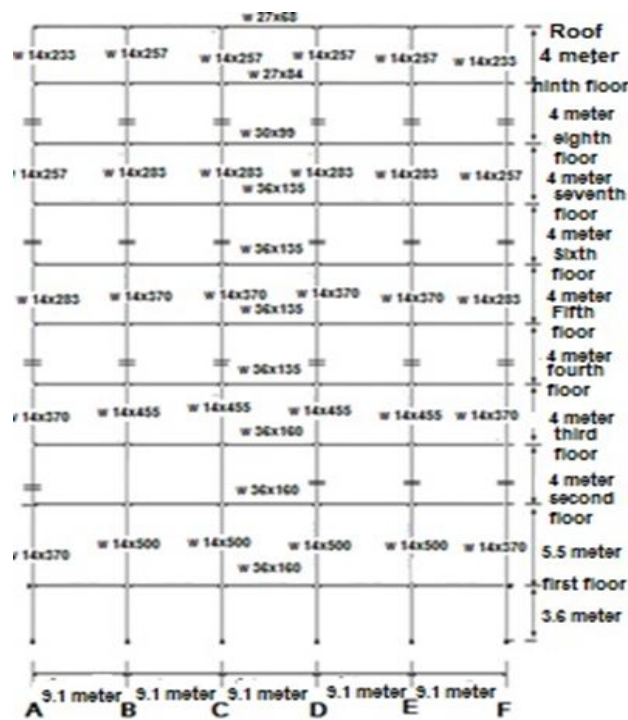 w 27x68
Roof
w 14x233 w 14x257 w 14x257 w 14x257 w 14x257 w 14x233 4 meter
w 27x84
ninth floor
4 meter
w 30x99
eighth
floor
w 14x257 w 14x283 w 14x283 w 14x283 w 14x283 w 14x257 4 meter
w 36x135
seventh
floor
4 meter
w 36x135
Sixth
floor
w 14x283 w 14x370 w 14x370 w 14x370 w 14x370 w 14x283 4 meter
w 36x135
Fifth
floor
4 meter
w 36x135
fourth
floor
w 14x370 w 14x455 w 14x455 w 14x455 w 14x455 w 14x370 4 meter
w 36x160
third
floor
4 meter
w 36x160
second
floor
w 14x370 w 14x500 w 14x500 w 14x500 w 14x500 w 14x370 5.5 meter
w 36x160
first floor
3.6 meter
9.1 meter 9.1 meter 9.1 meter 9.1 meter 9.1 meter
A B C D E F